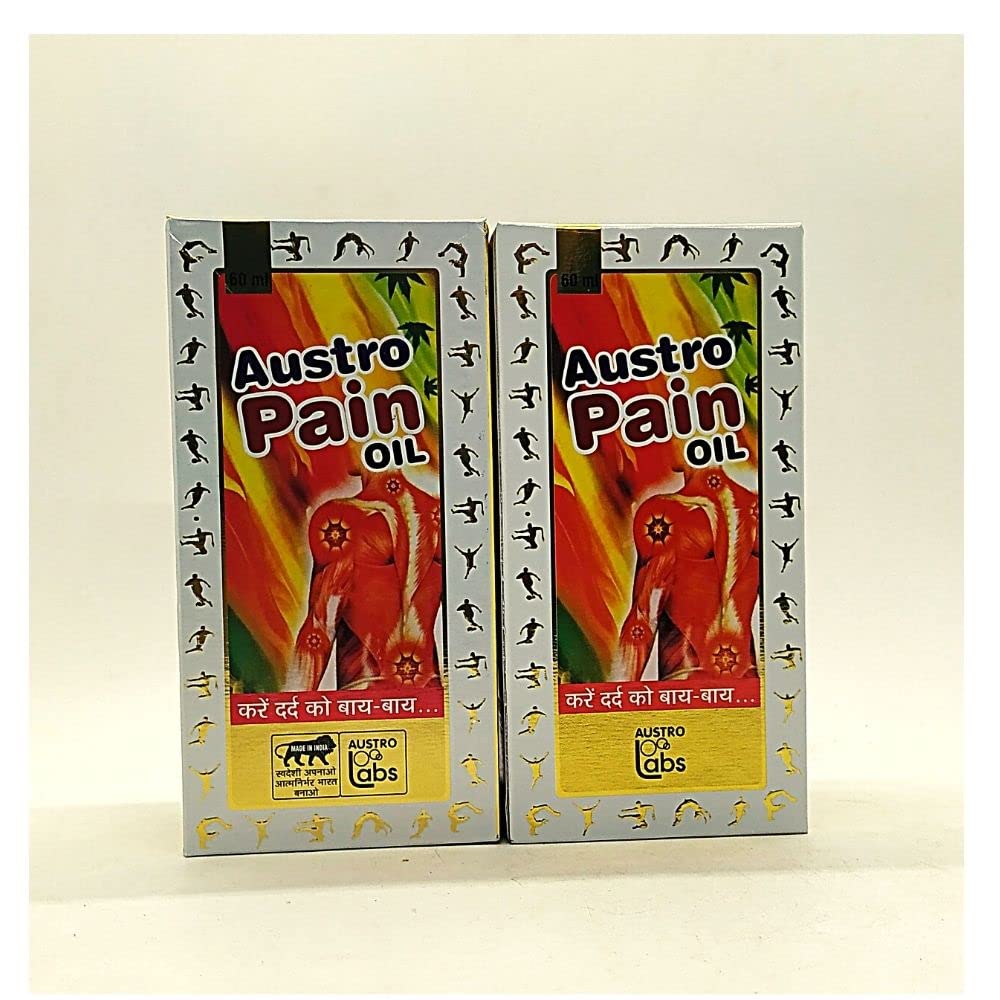 60 ml
Austro
Pain
OIL
करें दर्द को बाय-बाय...
MADE IN INDIA
स्वदेशी अपनाओ
आत्मनिर्भर भारत
बनाओ
AUSTRO
Labs
60 ml
Austro
Pain
OIL
करें दर्द को बाय-बाय...
AUSTRO
Labs